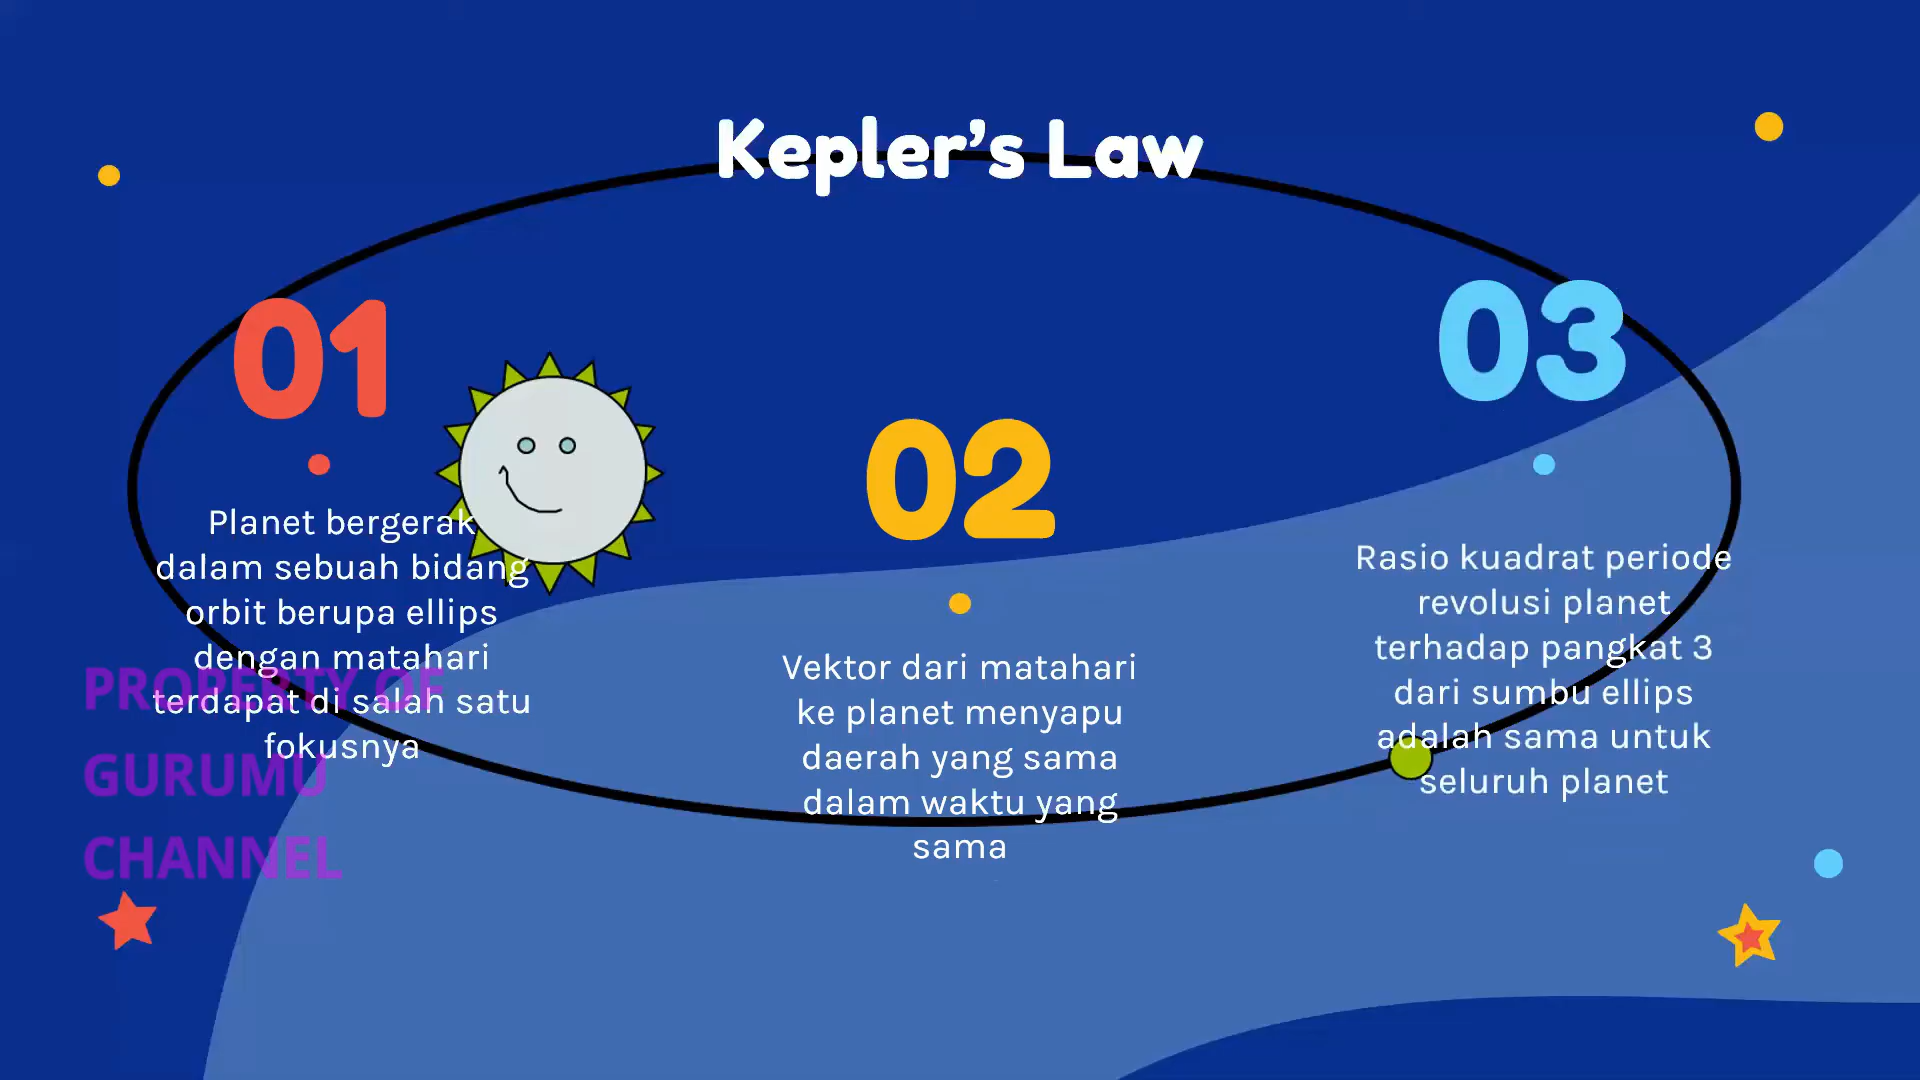 Kepler's Law
01
Planet bergerak
dalam sebuah bidang
orbit berupa ellips
dengan matahari
terdapat di salah satu
fokusnya
02
Vektor dari matahari
ke planet menyapu
daerah yang sama
dalam waktu yang
sama
03
Rasio kuadrat periode
revolusi planet
terhadap pangkat 3
dari sumbu ellips
adalah sama untuk
seluruh planet
PROPERTY OF
GURUMU
CHANNEL